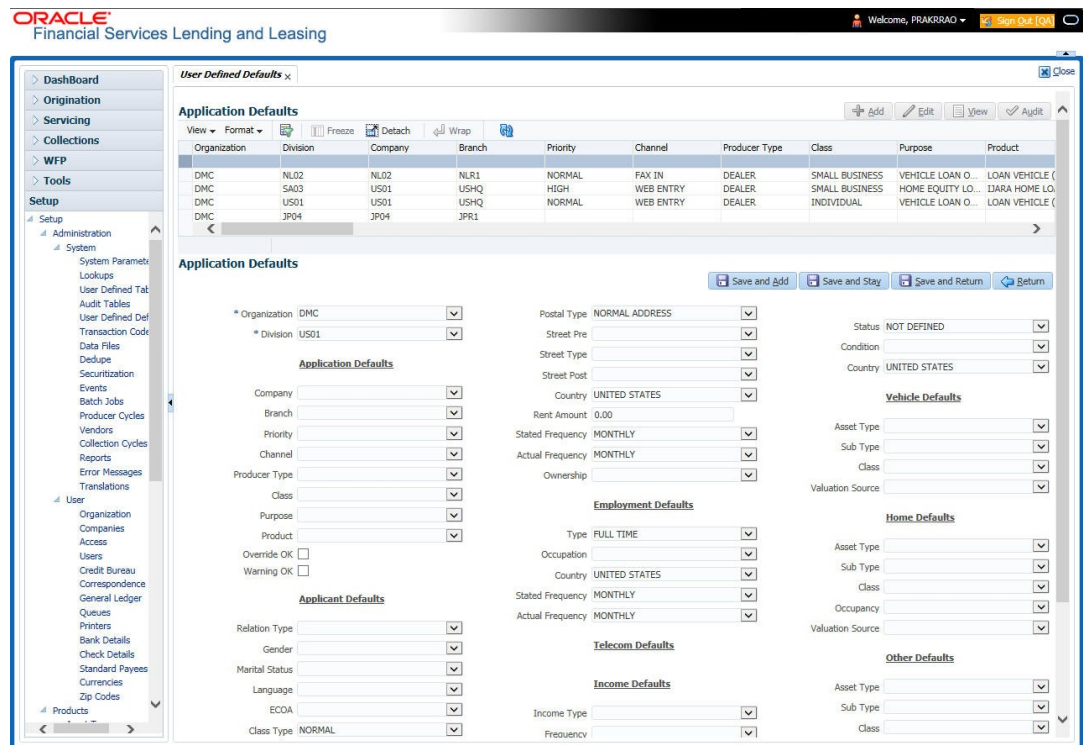 ORACLE
Financial Services Lending and Leasing
Welcome, PRAKRRAO
Sign Out [QA]
DashBoard
Origination
Servicing
Collections
WFP
Tools
Setup
Setup
Administration
System
System Paramete
Lookups
User Defined Tab
Audit Tables
User Defined Def
Transaction Code
Data Files
Dedupe
Securitization
Events
Batch Jobs
Producer Cycles
Vendors
Collection Cycles
Reports
Error Messages
Translations
User
Organization
Companies
Access
Users
Credit Bureau
Correspondence
General Ledger
Queues
Printers
Bank Details
Check Details
Standard Payees
Currencies
Zip Codes
Products
User Defined Defaults
Close
Application Defaults
Add Edit View Audit
View Format Freeze Detach Wrap
Organization Division Company Branch Priority Channel Producer Type Class Purpose Product
DMC NL02 NL02 NLR1 NORMAL FAX IN DEALER SMALL BUSINESS VEHICLE LOAN O... LOAN VEHICLE (
DMC SA03 US01 USHQ HIGH WEB ENTRY DEALER SMALL BUSINESS HOME EQUITY LO... IJARA HOME LO
DMC US01 US01 USHQ NORMAL WEB ENTRY DEALER INDIVIDUAL VEHICLE LOAN O... LOAN VEHICLE (
DMC JP04 JP04 JPR1
Application Defaults
Save and Add Save and Stay Save and Return Return
* Organization DMC
* Division US01
Application Defaults
Company
Branch
Priority
Channel
Producer Type
Class
Purpose
Product
Override OK
Warning OK
Applicant Defaults
Relation Type
Gender
Marital Status
Language
ECOA
Class Type NORMAL
Postal Type NORMAL ADDRESS
Street Pre
Street Type
Street Post
Country UNITED STATES
Rent Amount 0.00
Stated Frequency MONTHLY
Actual Frequency MONTHLY
Ownership
Employment Defaults
Type FULL TIME
Occupation
Country UNITED STATES
Stated Frequency MONTHLY
Actual Frequency MONTHLY
Telecom Defaults
Income Defaults
Income Type
Frequency
Status NOT DEFINED
Condition
Country UNITED STATES
Vehicle Defaults
Asset Type
Sub Type
Class
Valuation Source
Home Defaults
Asset Type
Sub Type
Class
Occupancy
Valuation Source
Other Defaults
Asset Type
Sub Type
Class